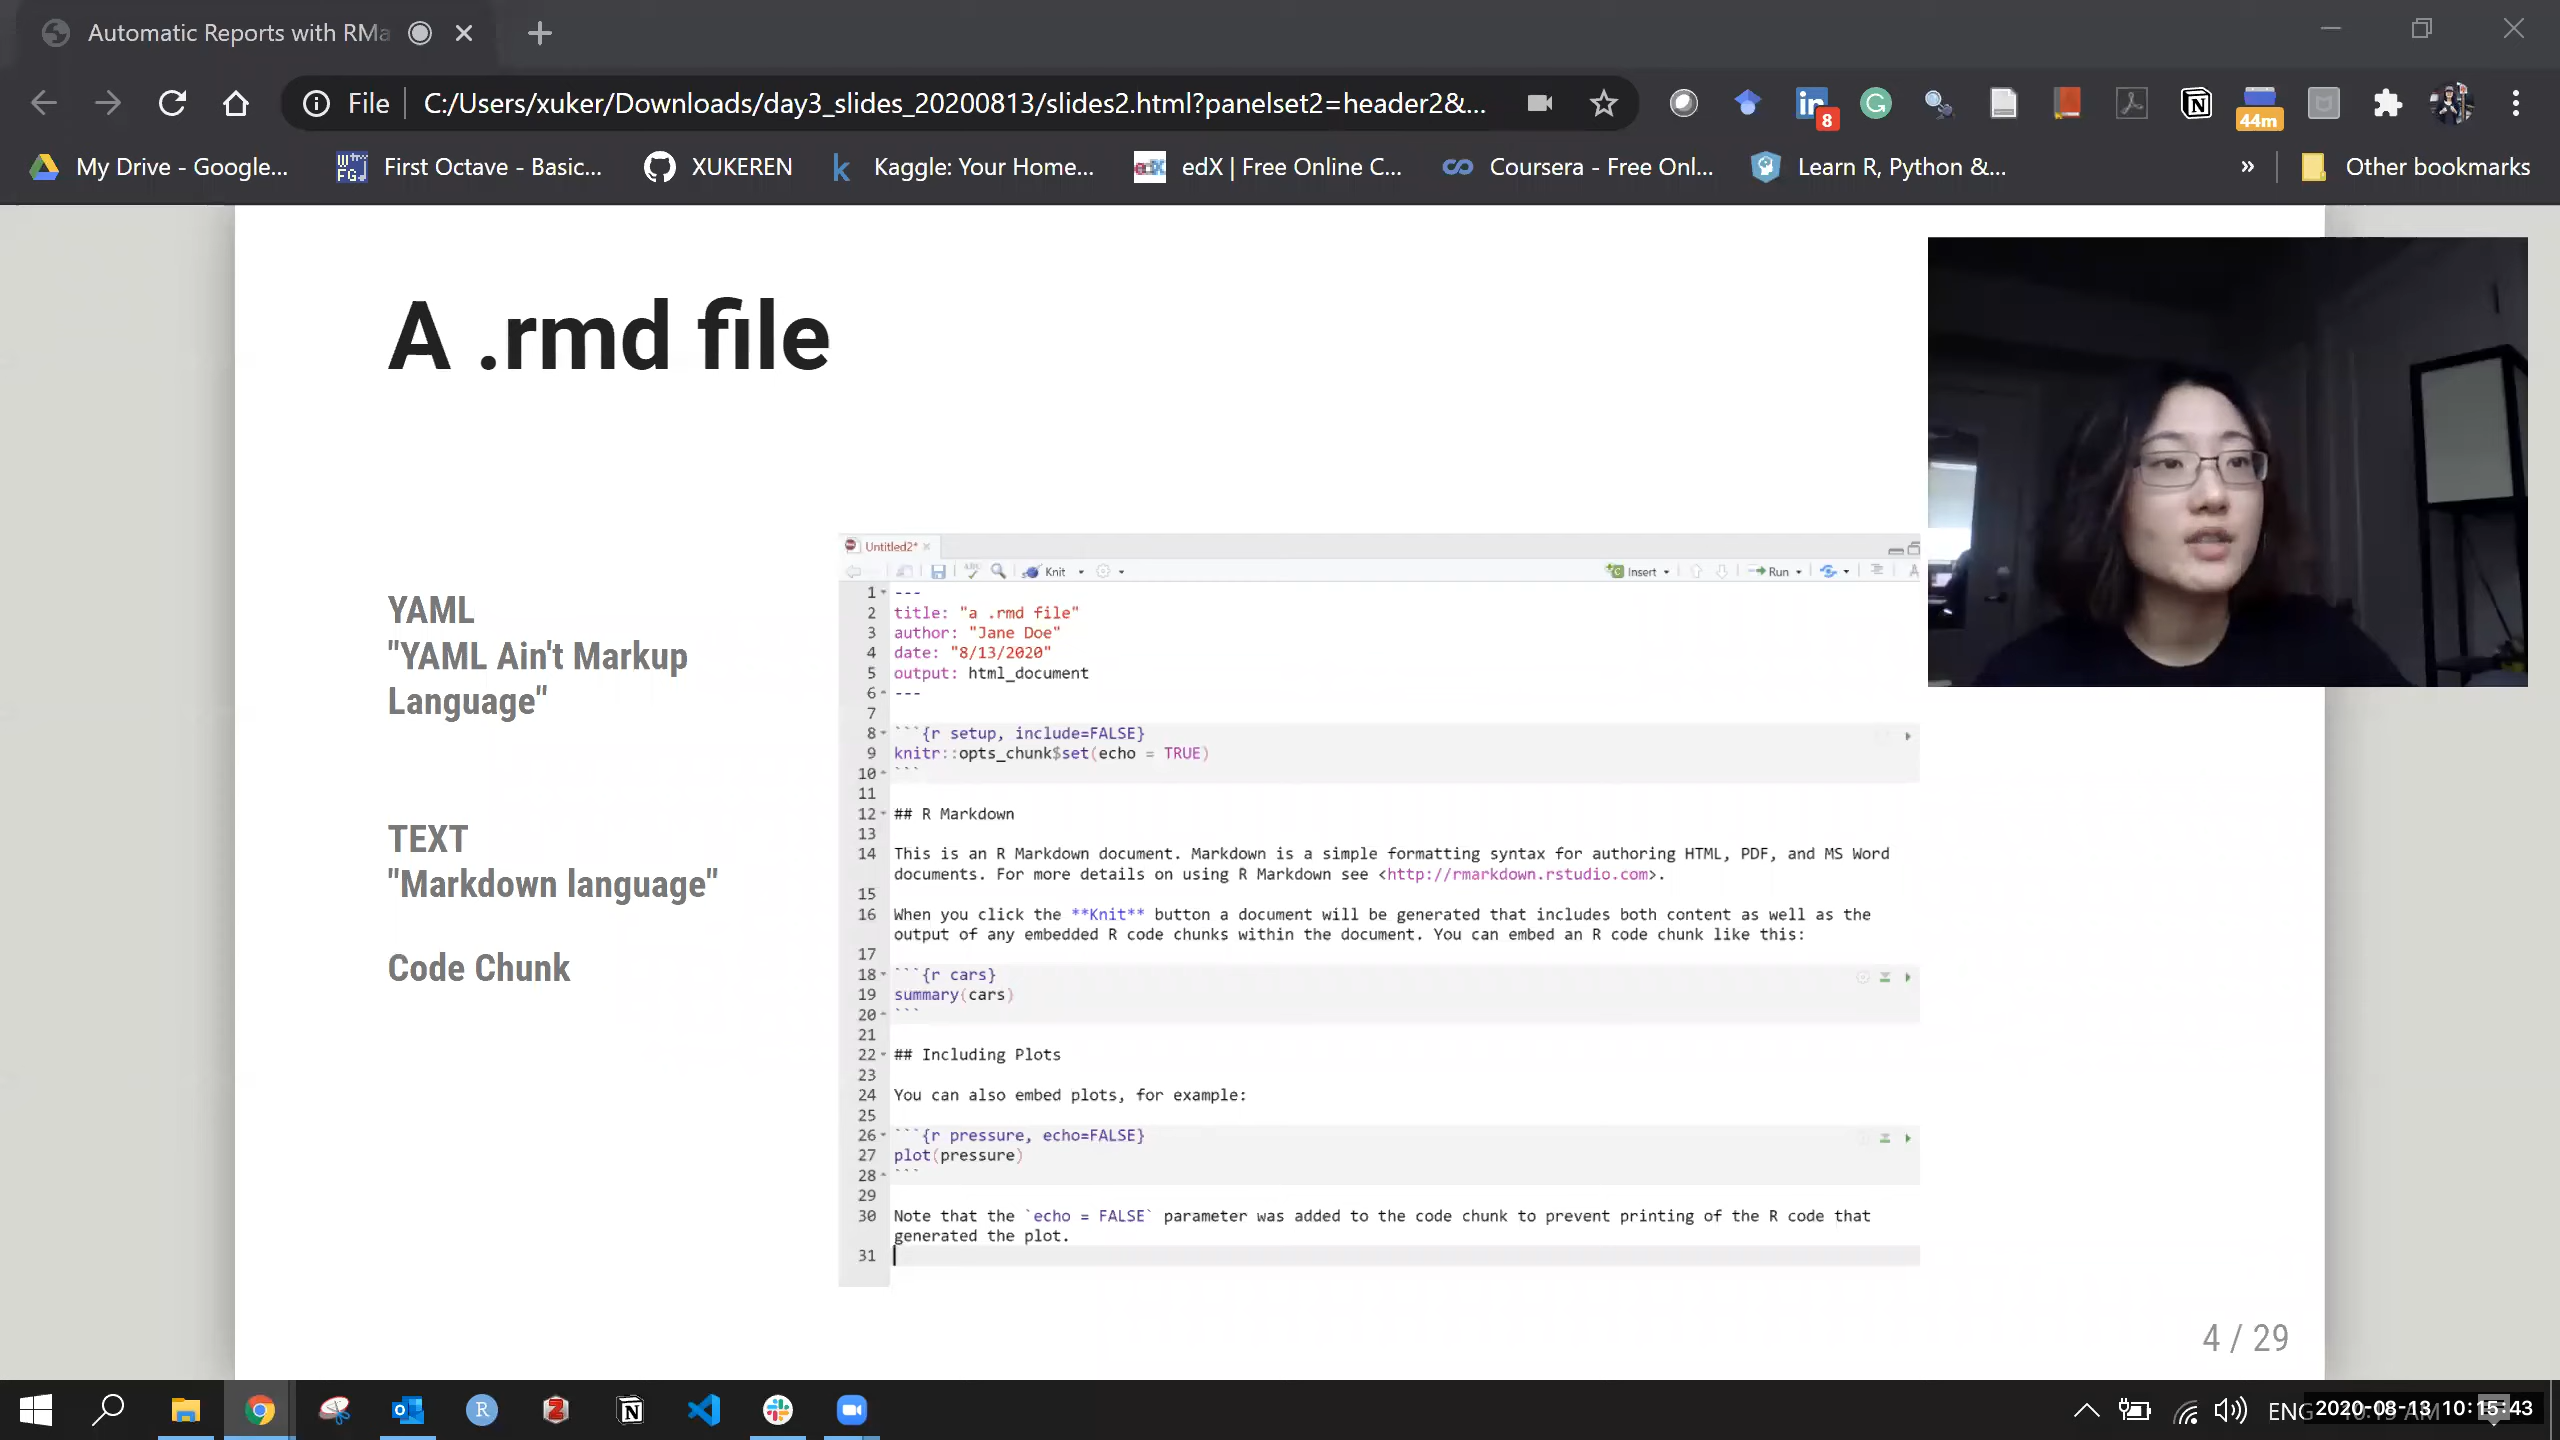 Automatic Reports with RMa
File
C:/Users/xuker/Downloads/day3_slides_20200813/slides2.html?panelset2=header2&...
8
44m
My Drive - Google...
First Octave - Basic...
XUKEREN
Kaggle: Your Home...
edX | Free Online C...
Coursera - Free Onl...
Learn R, Python &...
»
Other bookmarks
A .rmd file
YAML
"YAML Ain't Markup
Language"
TEXT
"Markdown language"
Code Chunk
Untitled2*
Knit
Insert
Run
1 ---
2 title: "a .rmd file"
3 author: "Jane Doe"
4 date: "8/13/2020"
5 output: html_document
6 ---
7
8 ```{r setup, include=FALSE}
9 knitr::opts_chunk$set(echo = TRUE)
10 ```
11
12 ## R Markdown
13
14 This is an R Markdown document. Markdown is a simple formatting syntax for authoring HTML, PDF, and MS Word
documents. For more details on using R Markdown see <http://rmarkdown.rstudio.com>.
15
16 When you click the **Knit** button a document will be generated that includes both content as well as the
output of any embedded R code chunks within the document. You can embed an R code chunk like this:
17
18 ```{r cars}
19 summary(cars)
20 ```
21
22 ## Including Plots
23
24 You can also embed plots, for example:
25
26 ```{r pressure, echo=FALSE}
27 plot(pressure)
28 ```
29
30 Note that the `echo = FALSE` parameter was added to the code chunk to prevent printing of the R code that
generated the plot.
31
4 / 29
ENG
2020-08-13 10:15:43